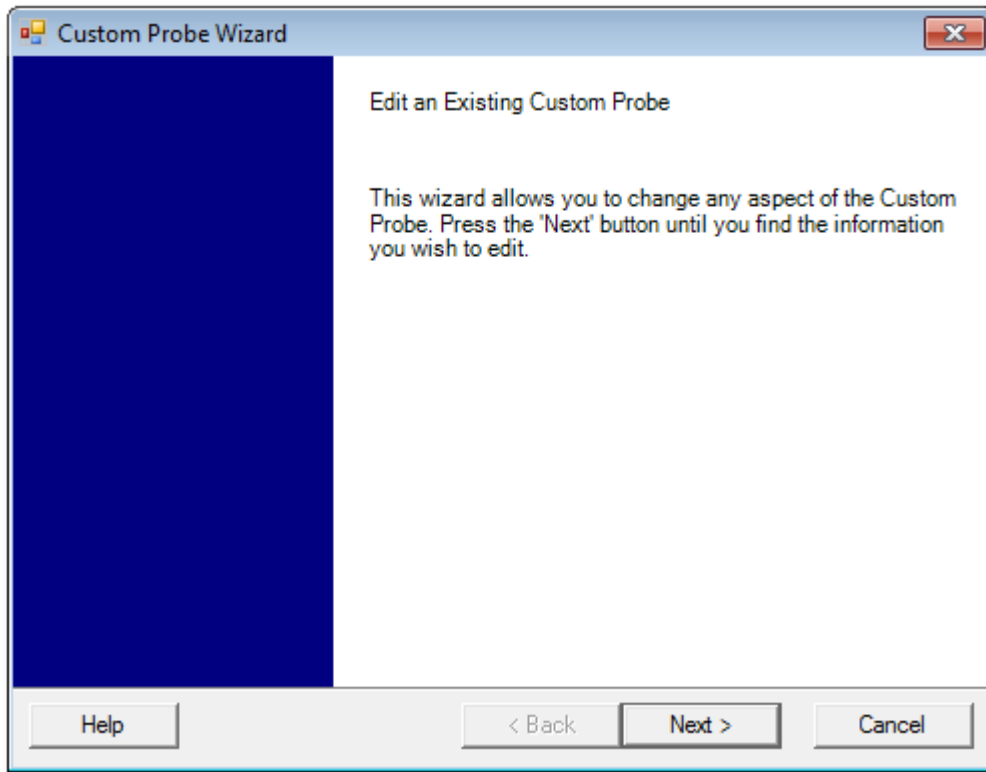 Custom Probe Wizard
Edit an Existing Custom Probe
This wizard allows you to change any aspect of the Custom
Probe. Press the 'Next' button until you find the information
you wish to edit.
Help
< Back
Next >
Cancel